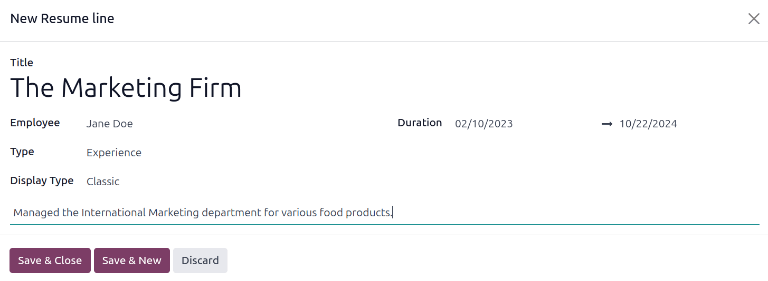 New Resume line
Title
The Marketing Firm
Employee Jane Doe Duration 02/10/2023 → 10/22/2024
Type Experience
Display Type Classic
Managed the International Marketing department for various food products.
Save & Close Save & New Discard